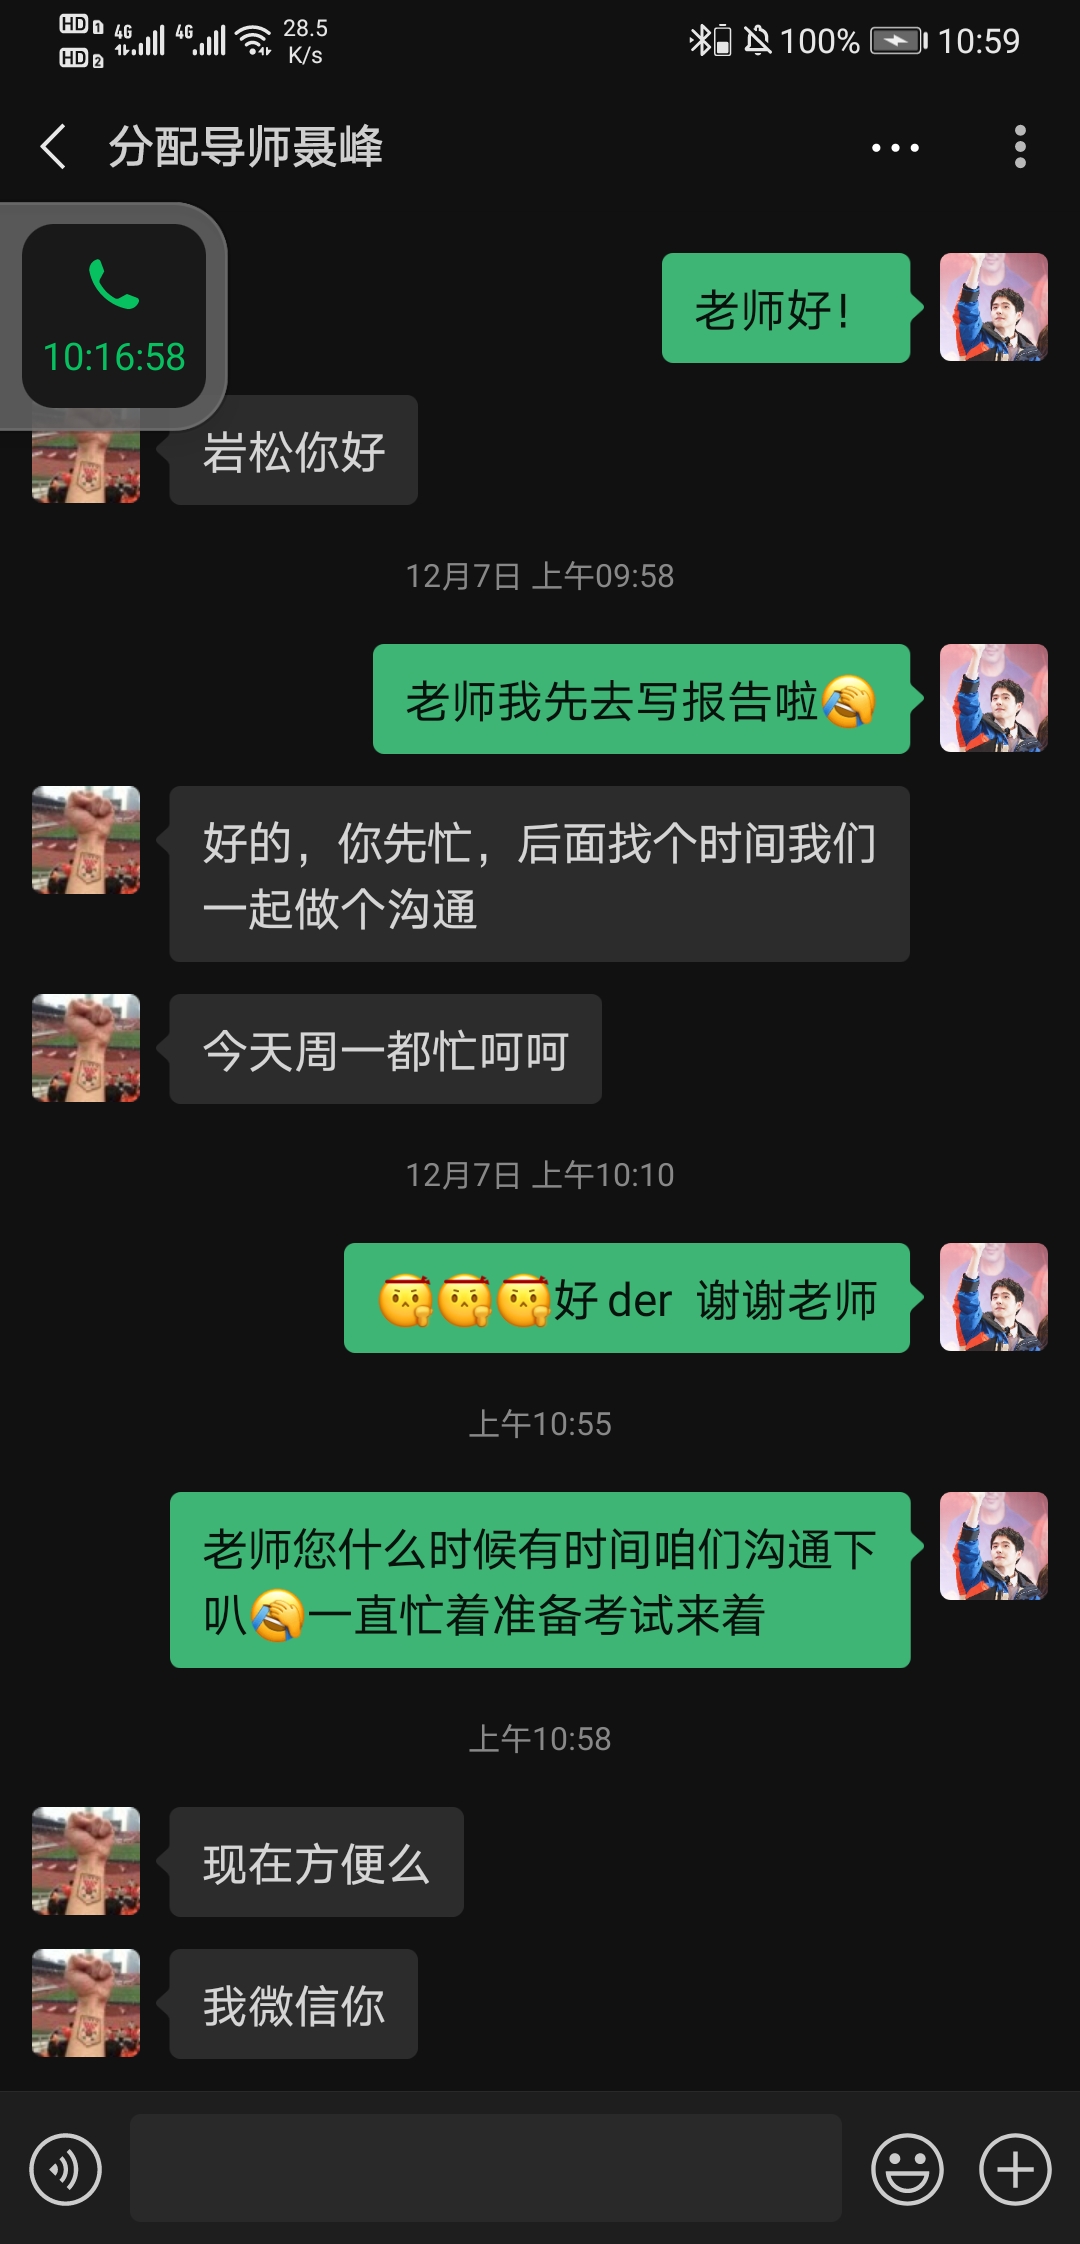 HD 1 4G 4G 28.5 K/s 100% 10:59
HD 2
分配导师聂峰
老师好!
10:16:58
岩松你好
12月7日 上午09:58
老师我先去写报告啦🤣
好的，你先忙，后面找个时间我们
一起做个沟通
今天周一都忙呵呵
12月7日 上午10:10
好der 谢谢老师
上午10:55
老师您什么时候有时间咱们沟通下
叭一直忙着准备考试来着
上午10:58
现在方便么
我微信你